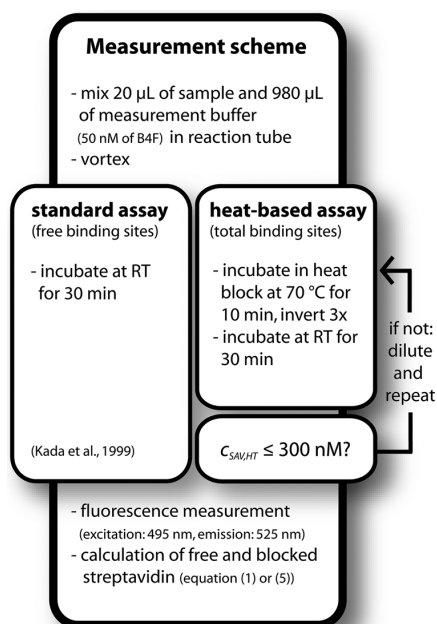 Measurement scheme
- mix 20 µL of sample and 980 µL
of measurement buffer
(50 nM of B4F) in reaction tube
- vortex
standard assay
(free binding sites)
- incubate at RT
for 30 min
(Kada et al., 1999)
heat-based assay
(total binding sites)
- incubate in heat
block at 70 °C for
10 min, invert 3x
- incubate at RT for
30 min
if not:
dilute
and
repeat
cSAV,HT ≤ 300 nM?
- fluorescence measurement
(excitation: 495 nm, emission: 525 nm)
- calculation of free and blocked
streptavidin (equation (1) or (5))